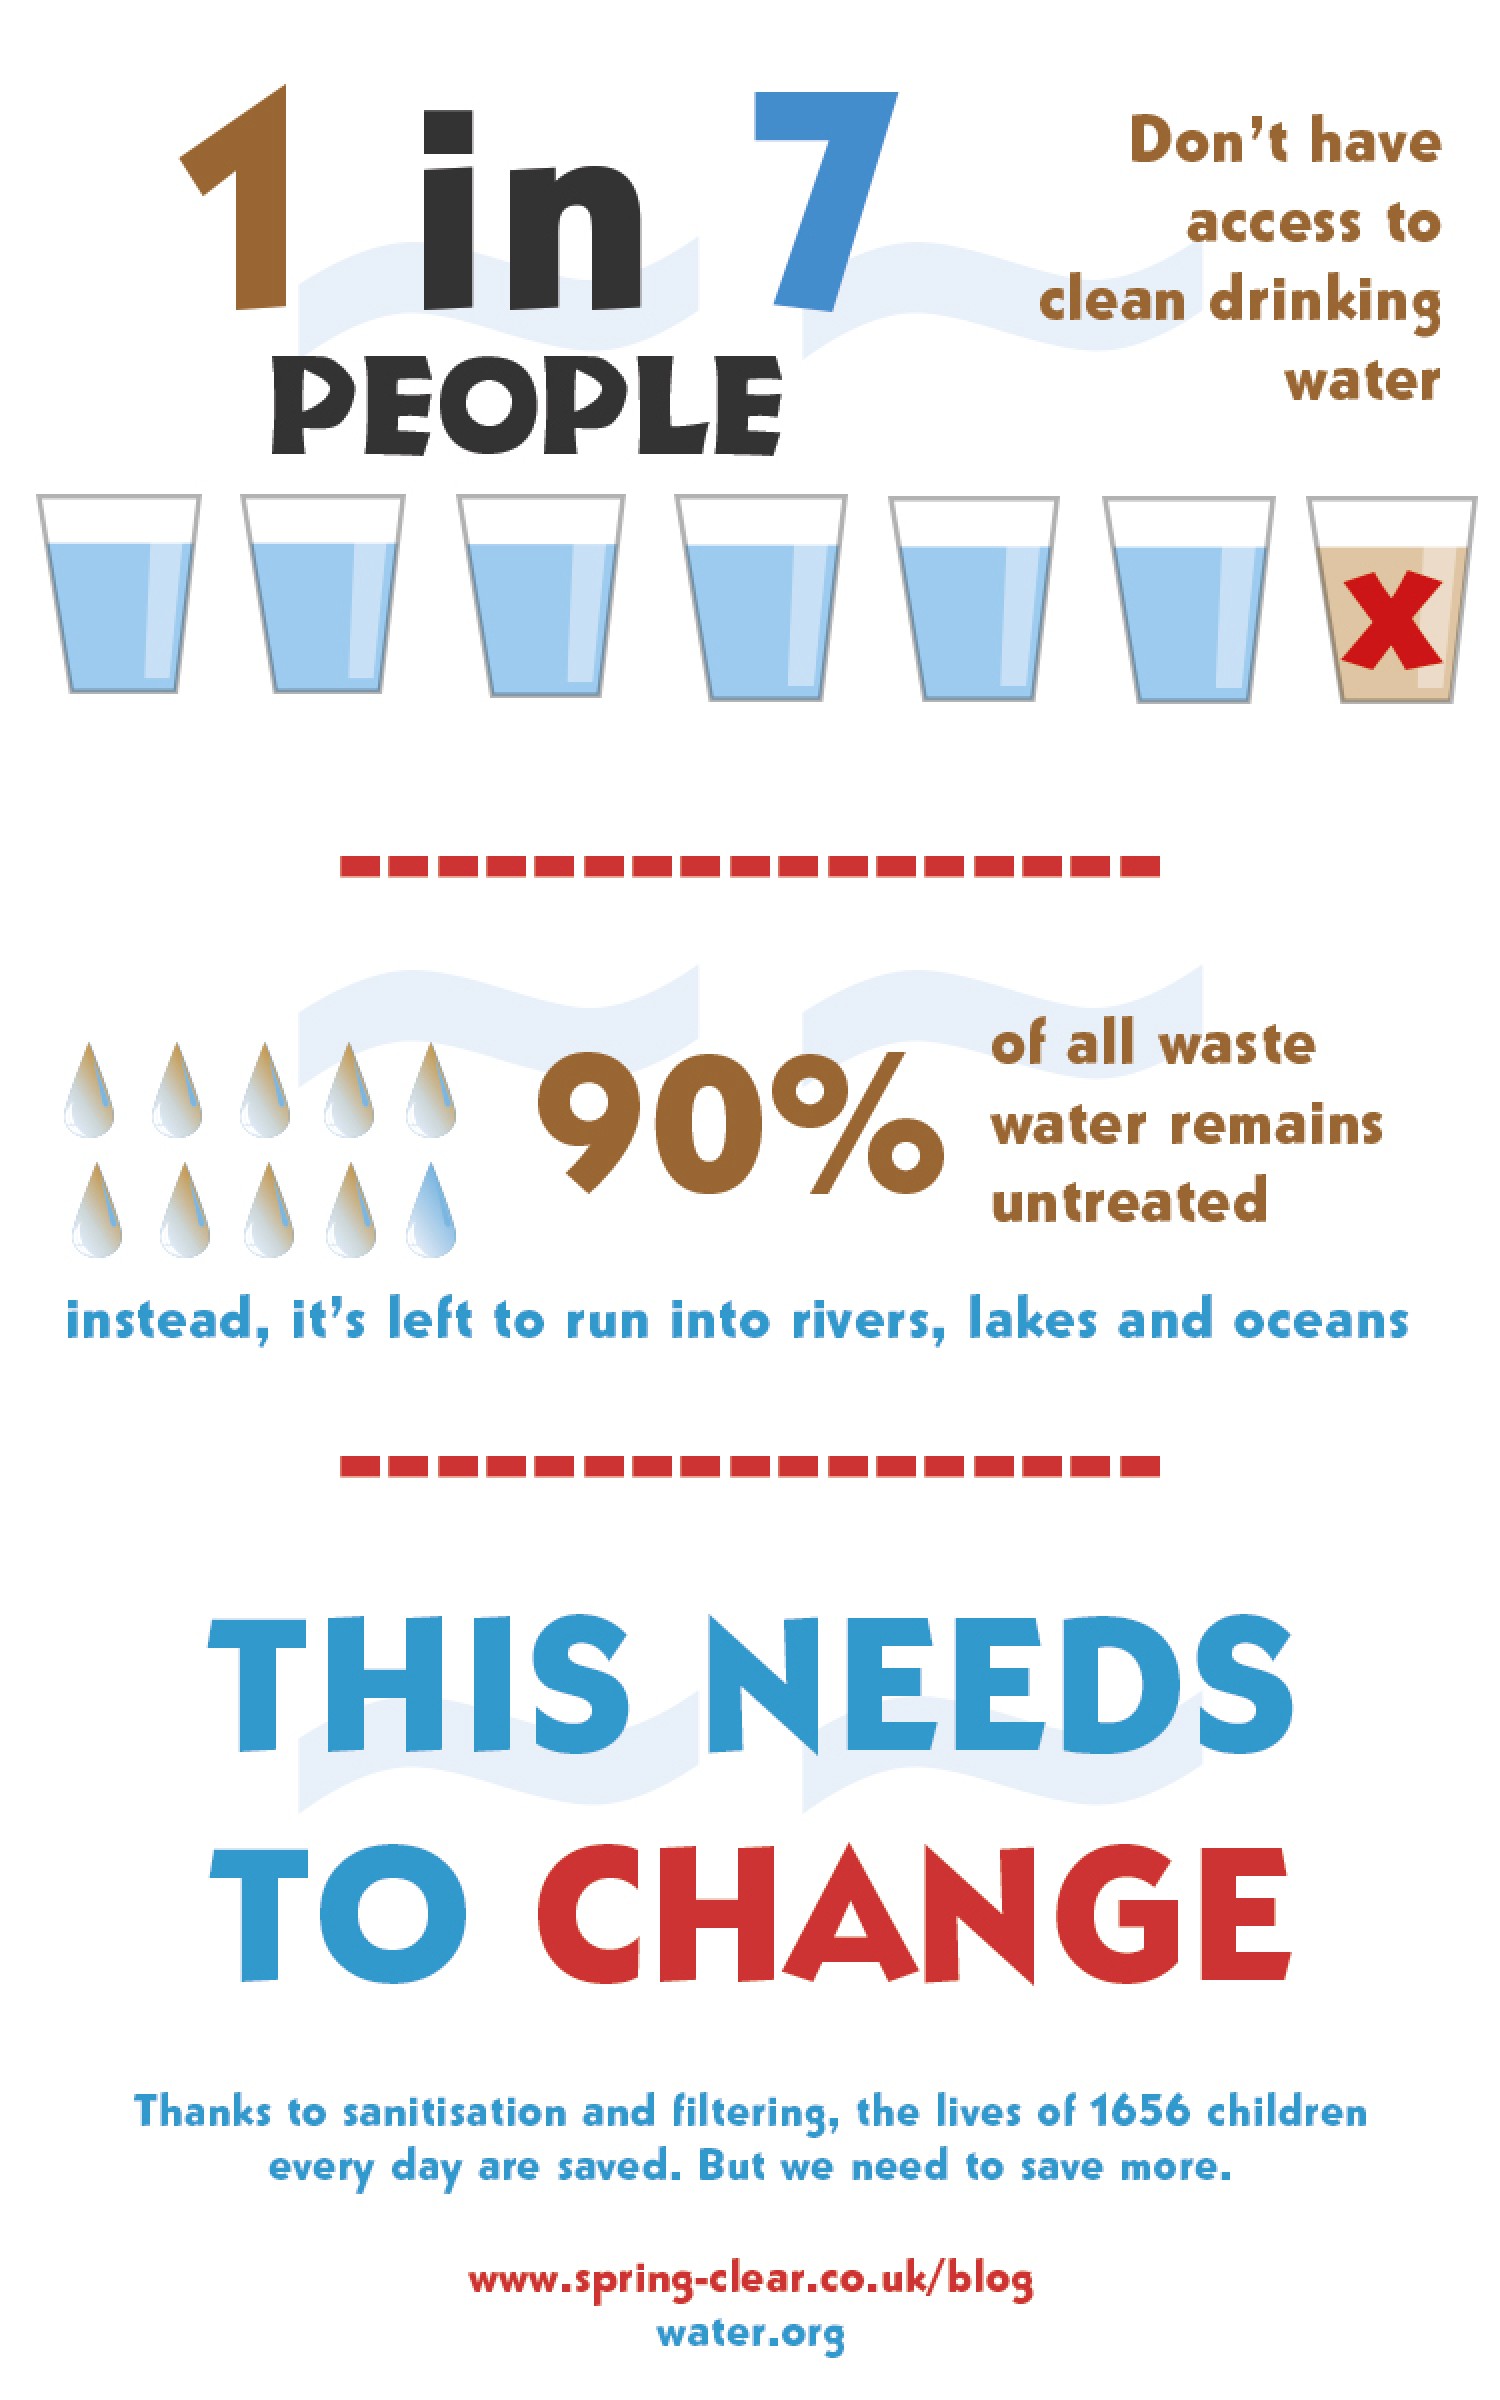 1 in 7
PEOPLE
Don't have
access to
clean drinking
water
X
90%
of all waste
water remains
untreated
instead, it's left to run into rivers, lakes and oceans
THIS NEEDS
TO CHANGE
Thanks to sanitisation and filtering, the lives of 1656 children
every day are saved. But we need to save more.
www.spring-clear.co.uk/blog
water.org